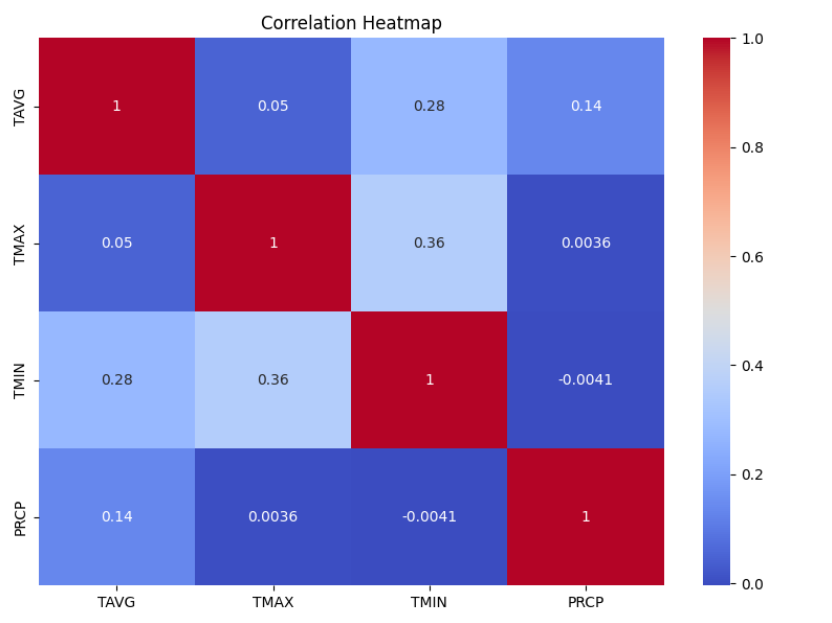 Correlation Heatmap
TAVG 1 0.05 0.28 0.14
TMAX 0.05 1 0.36 0.0036
TMIN 0.28 0.36 1 -0.0041
PRCP 0.14 0.0036 -0.0041 1
TAVG TMAX TMIN PRCP
1.0
0.8
0.6
0.4
0.2
0.0